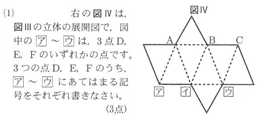 (1) 右の図Ⅳは,
図Ⅲの立体の展開図で, 図
中の ア ～ ウ は, 3点D,
E, Fのいずれかの点です。
3つの点D, E, Fのうち,
ア ～ ウ にあてはまる記
号をそれぞれ書きなさい。
(3点)
図Ⅳ
A B C
ア イ ウ